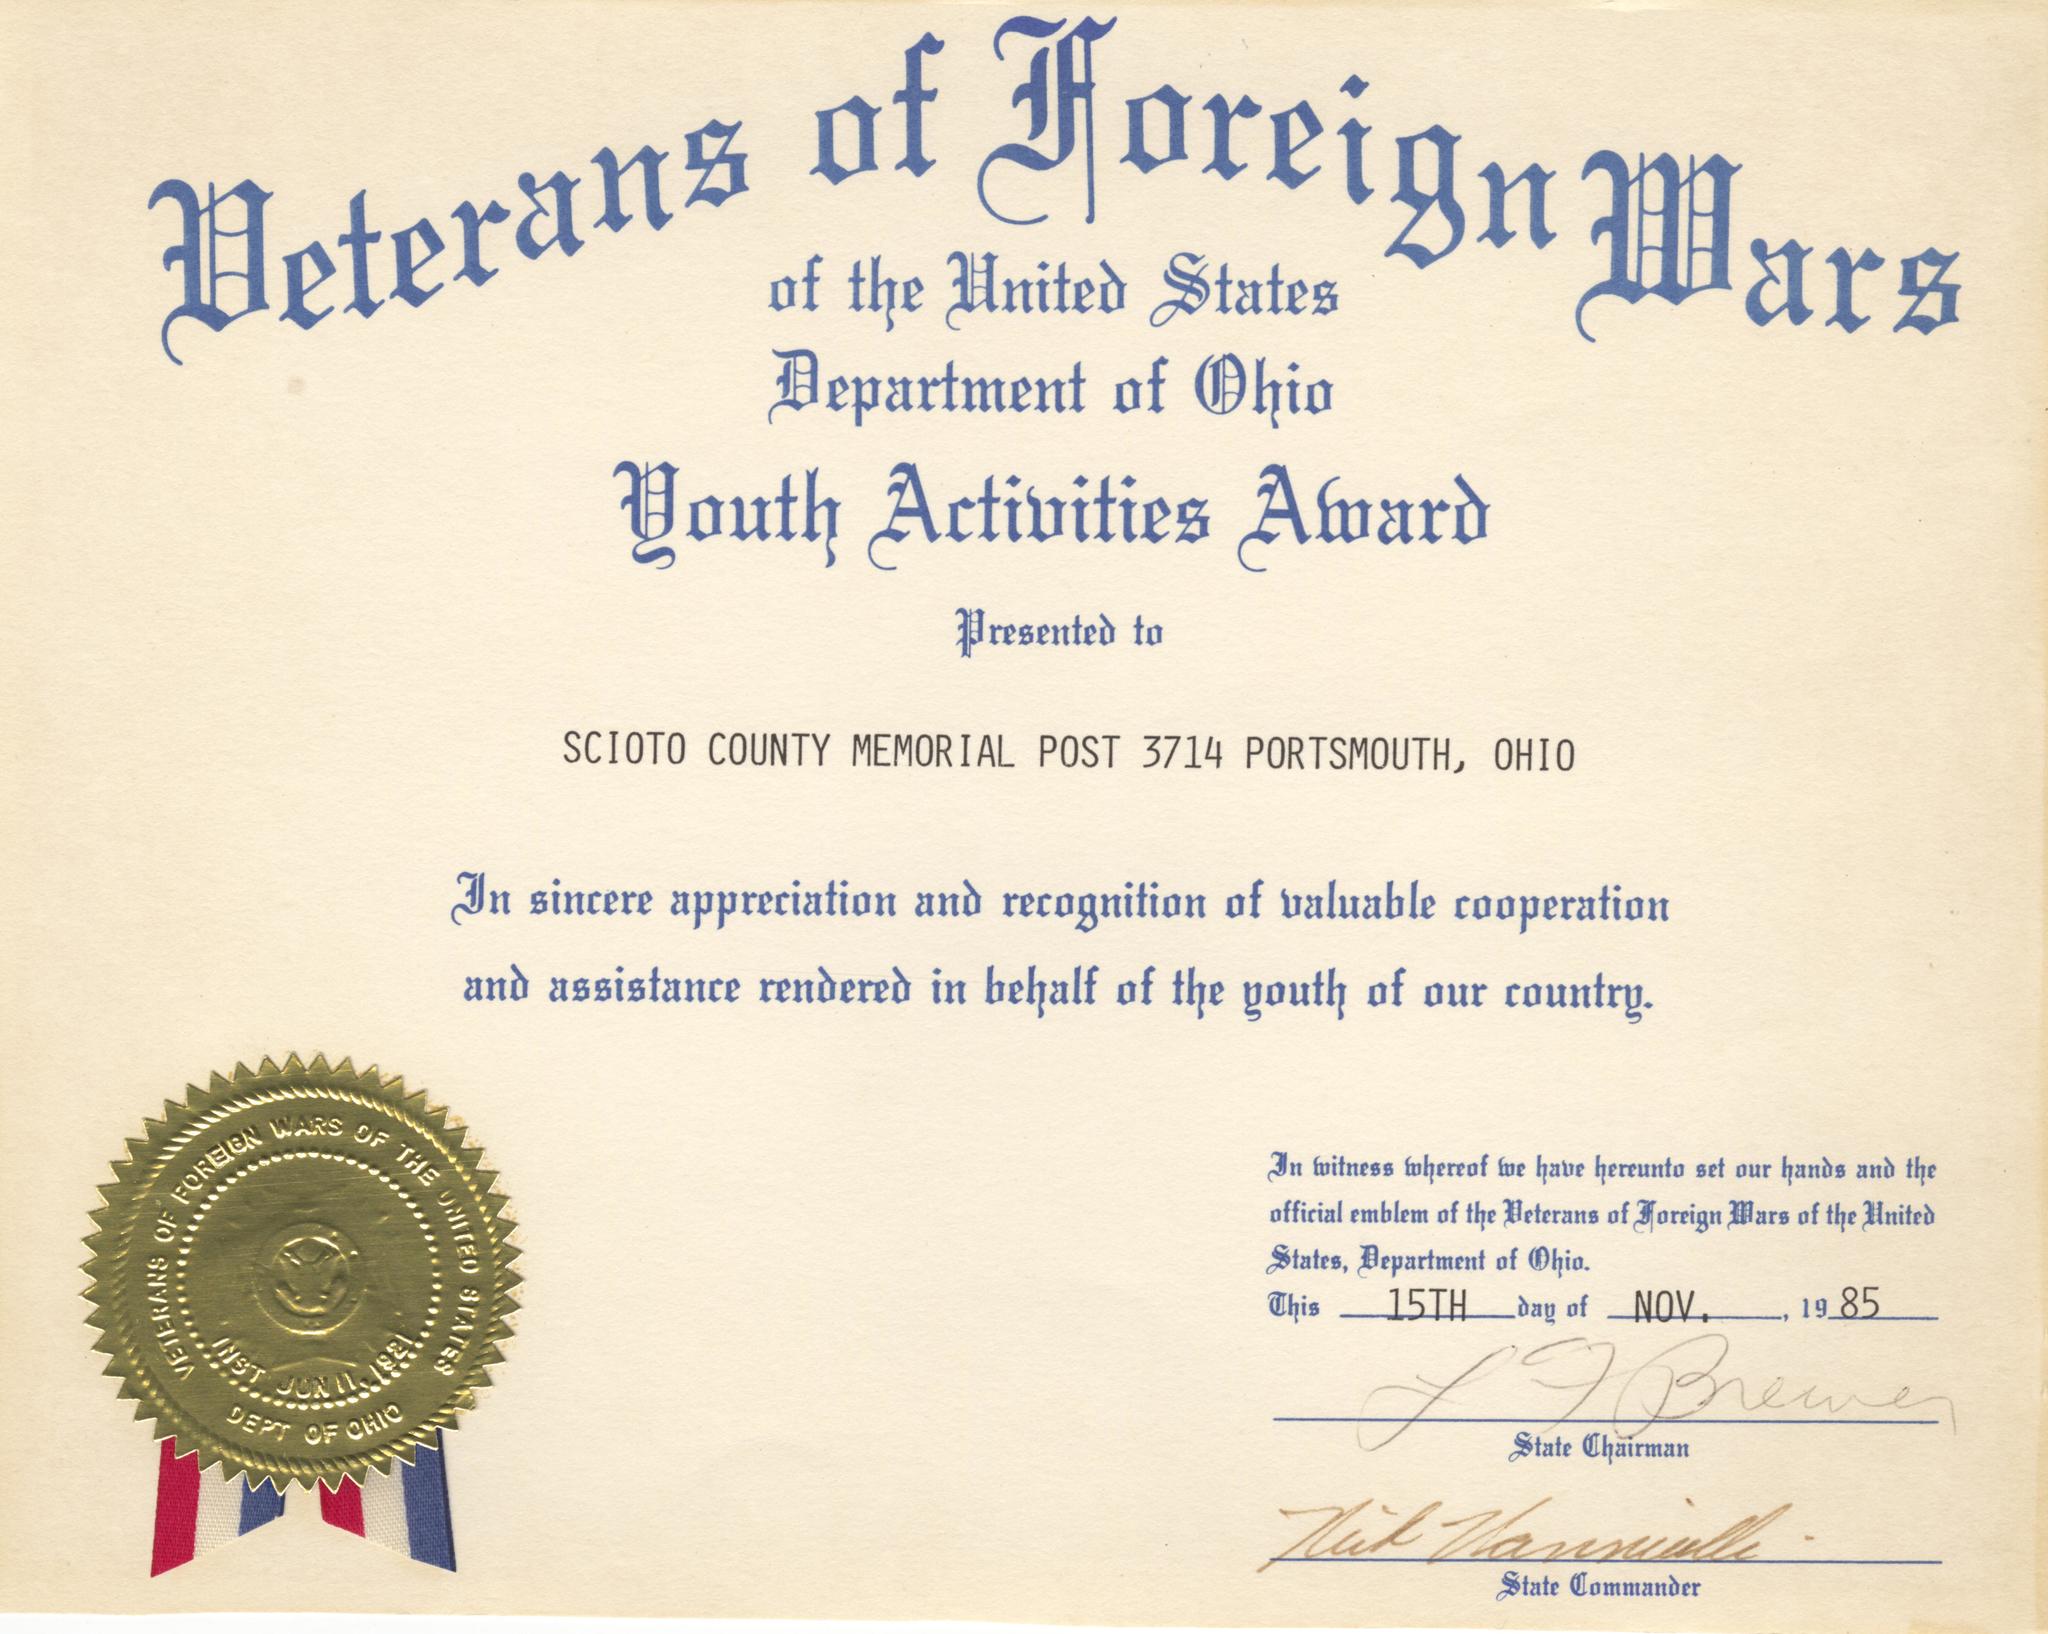 Veterans of Foreign Wars
of the United States
Department of Ohio
Youth Activities Award
Presented to
SCIOTO COUNTY MEMORIAL POST 3714 PORTSMOUTH, OHIO
In sincere appreciation and recognition of valuable cooperation
and assistance rendered in behalf of the youth of our country.
VETERANS OF FOREIGN WARS OF THE UNITED STATES
INST JUN 11, 1921
DEPT OF OHIO
In witness whereof we have hereunto set our hands and the
official emblem of the Veterans of Foreign Wars of the United
States, Department of Ohio.
This 15TH day of NOV., 19 85
L F Brewer
State Chairman
State Commander